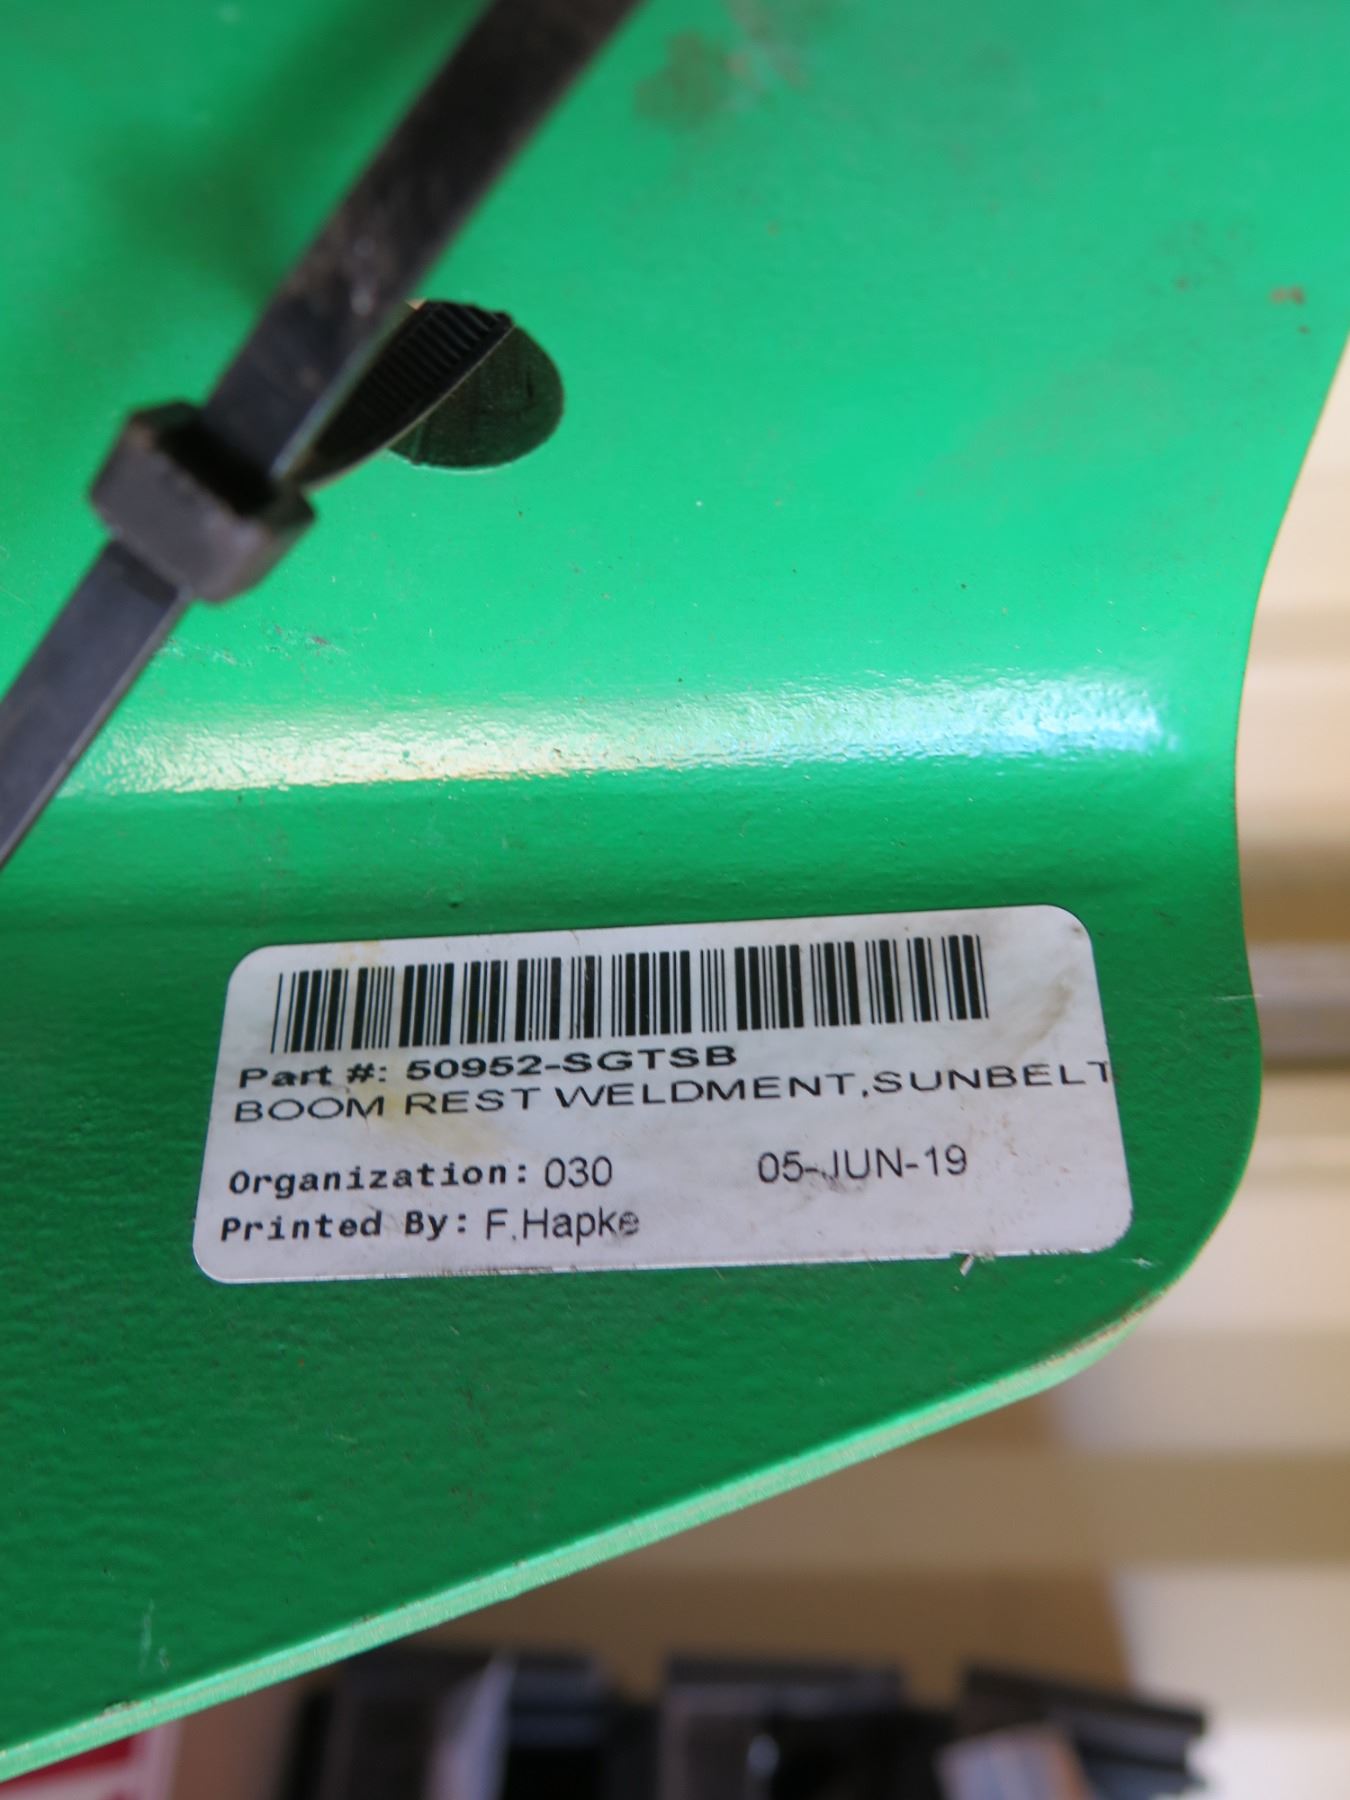 Part #: 50952-SGTSB
BOOM REST WELDMENT,SUNBELT
Organization: 030 05-JUN-19
Printed By: F.Hapke